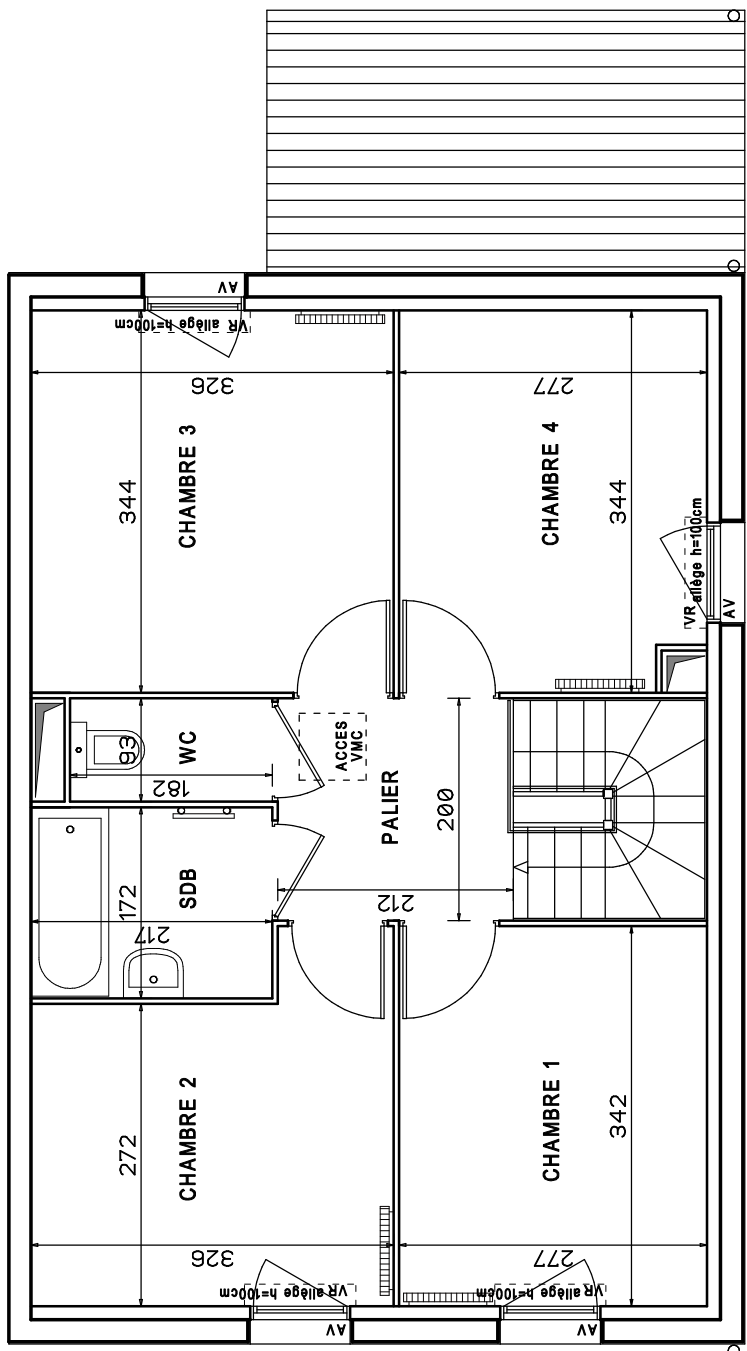 AV
VR allège h=100cm
326
277
CHAMBRE 3
344
CHAMBRE 4
344
VR allège h=100cm
AV
93
WC
182
ACCES
VMC
PALIER
200
SDB
172
217
212
CHAMBRE 2
272
CHAMBRE 1
342
326
277
VR allège h=100cm
AV
VR allège h=100cm
AV